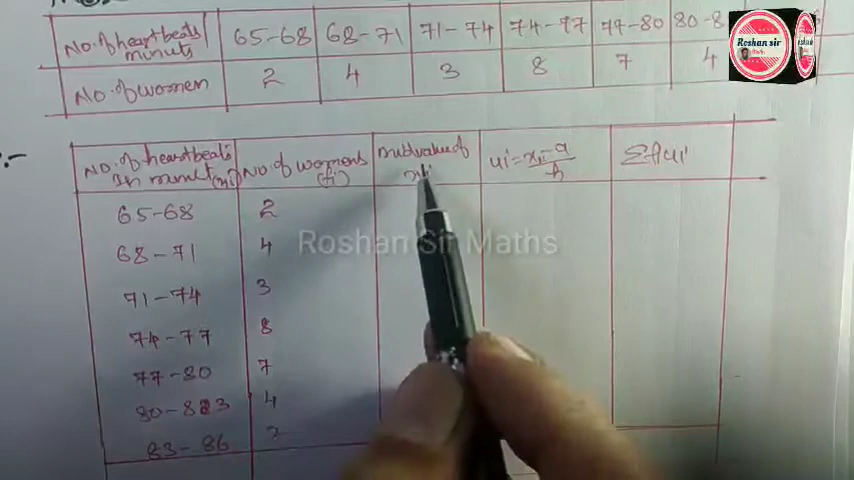 No. of heartbeats/ minuts 65-68 68-71 71-74 74-77 77-80 80-8
No. of women 2 4 3 8 7 4
Roshan sir
:-
No. of heartbeats In minuts (xi) No. of womens (fi) midvalue of xi ui = xi-a/h Σfiui
65-68 2
68-71 4
Roshan Sir Maths
71-74 3
74-77 8
77-80 7
80-83 4
83-86